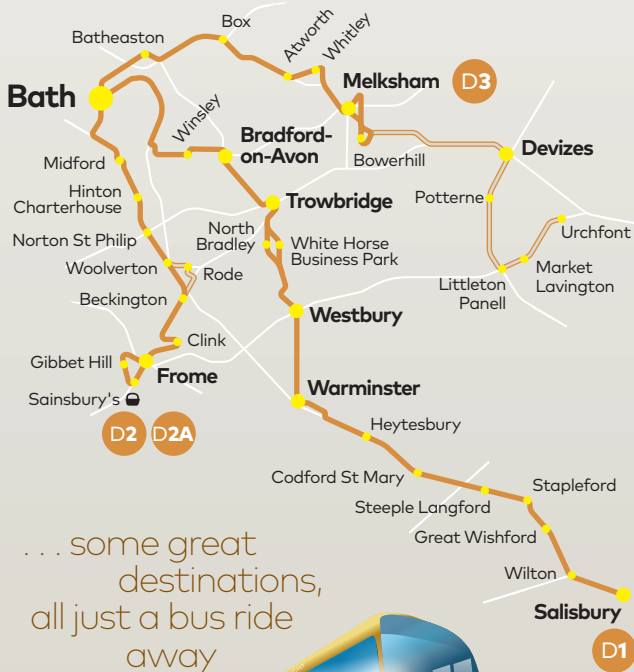 Box
Batheaston
Atworth
Whitley
Melksham
D3
Bath
Winsley
Bradford-
on-Avon
Bowerhill
Devizes
Midford
Hinton
Charterhouse
Trowbridge
Potterne
Norton St Philip
North
Bradley
White Horse
Business Park
Urchfont
Woolverton
Rode
Market
Lavington
Littleton
Panell
Beckington
Westbury
Clink
Gibbet Hill
Frome
Sainsbury's
Warminster
D2
D2A
Heytesbury
Codford St Mary
Stapleford
Steeple Langford
Great Wishford
Wilton
Salisbury
D1
. . . some great
destinations,
all just a bus ride
away